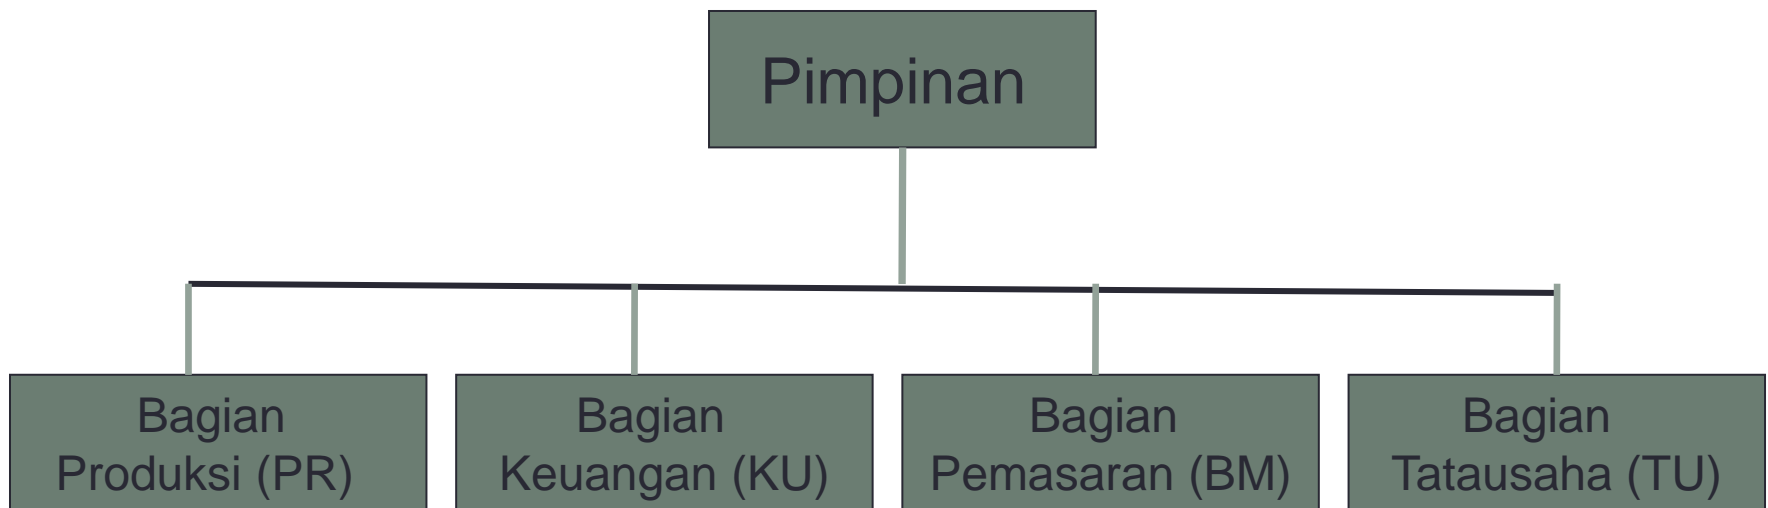 Pimpinan
Bagian
Produksi (PR)
Bagian
Keuangan (KU)
Bagian
Pemasaran (BM)
Bagian
Tatausaha (TU)